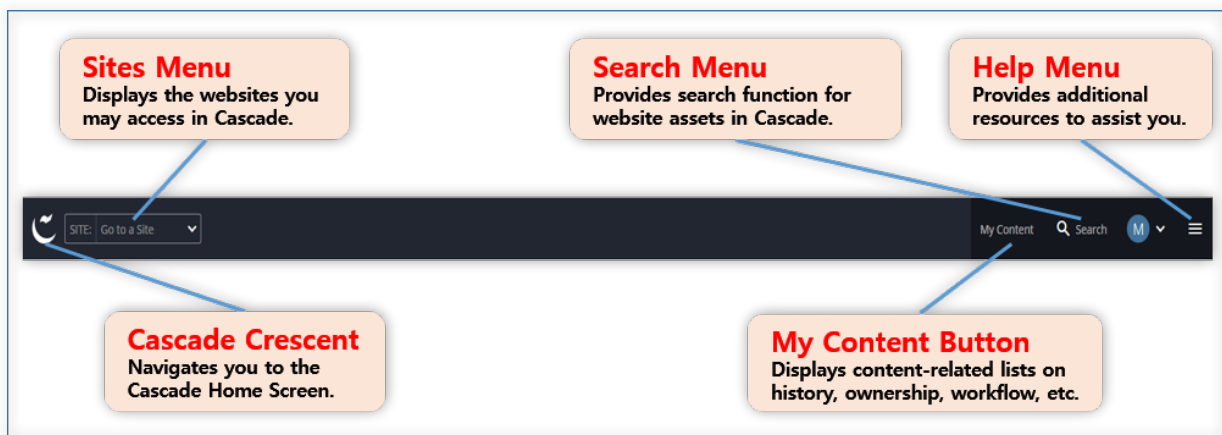 Sites Menu
Displays the websites you
may access in Cascade.
Search Menu
Provides search function for
website assets in Cascade.
Help Menu
Provides additional
resources to assist you.
SITE: Go to a Site
My Content
Search
M
Cascade Crescent
Navigates you to the
Cascade Home Screen.
My Content Button
Displays content-related lists on
history, ownership, workflow, etc.